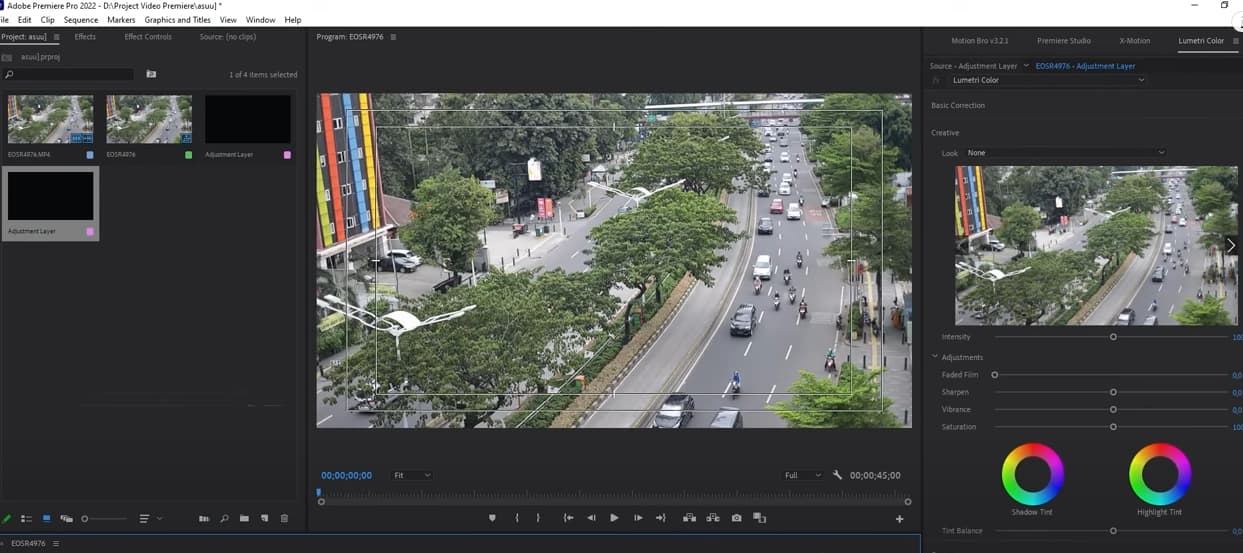 Adobe Premiere Pro 2022 - D:\Project Video Premiere\asuu] *
File Edit Clip Sequence Markers Graphics and Titles View Window Help
Project: asuu] Effects Effect Controls Source: (no clips)
Program: EOSR4976
Motion Bro v3.2.1 Premiere Studio X-Motion Lumetri Color
asuu].prproj
1 of 4 items selected
EOSR4976.MP4 EOSR4976 Adjustment Layer
Adjustment Layer
Source - Adjustment Layer EOSR4976 - Adjustment Layer
fx Lumetri Color
Basic Correction
Creative
Look None
Intensity 100
Adjustments
Faded Film 0,0
Sharpen 0,0
Vibrance 0,0
Saturation 100
Shadow Tint Highlight Tint
Tint Balance 0,0
00;00;00;00 Fit Full 00;00;45;00
EOSR4976